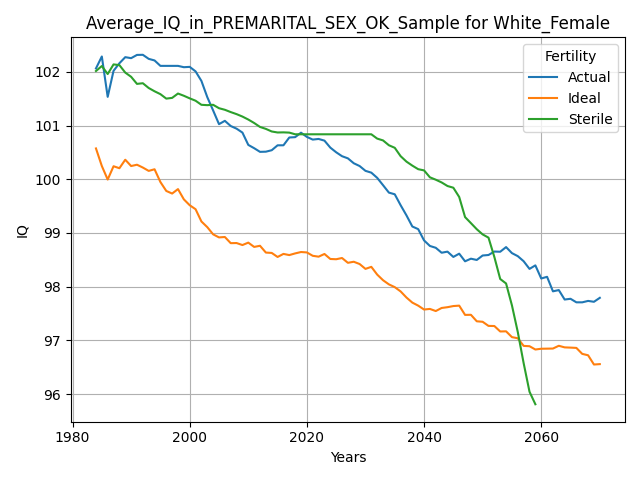 Average_IQ_in_PREMARITAL_SEX_OK_Sample for White_Female
Fertility
Actual
Ideal
Sterile
IQ
102
101
100
99
98
97
96
1980
2000
2020
2040
2060
Years